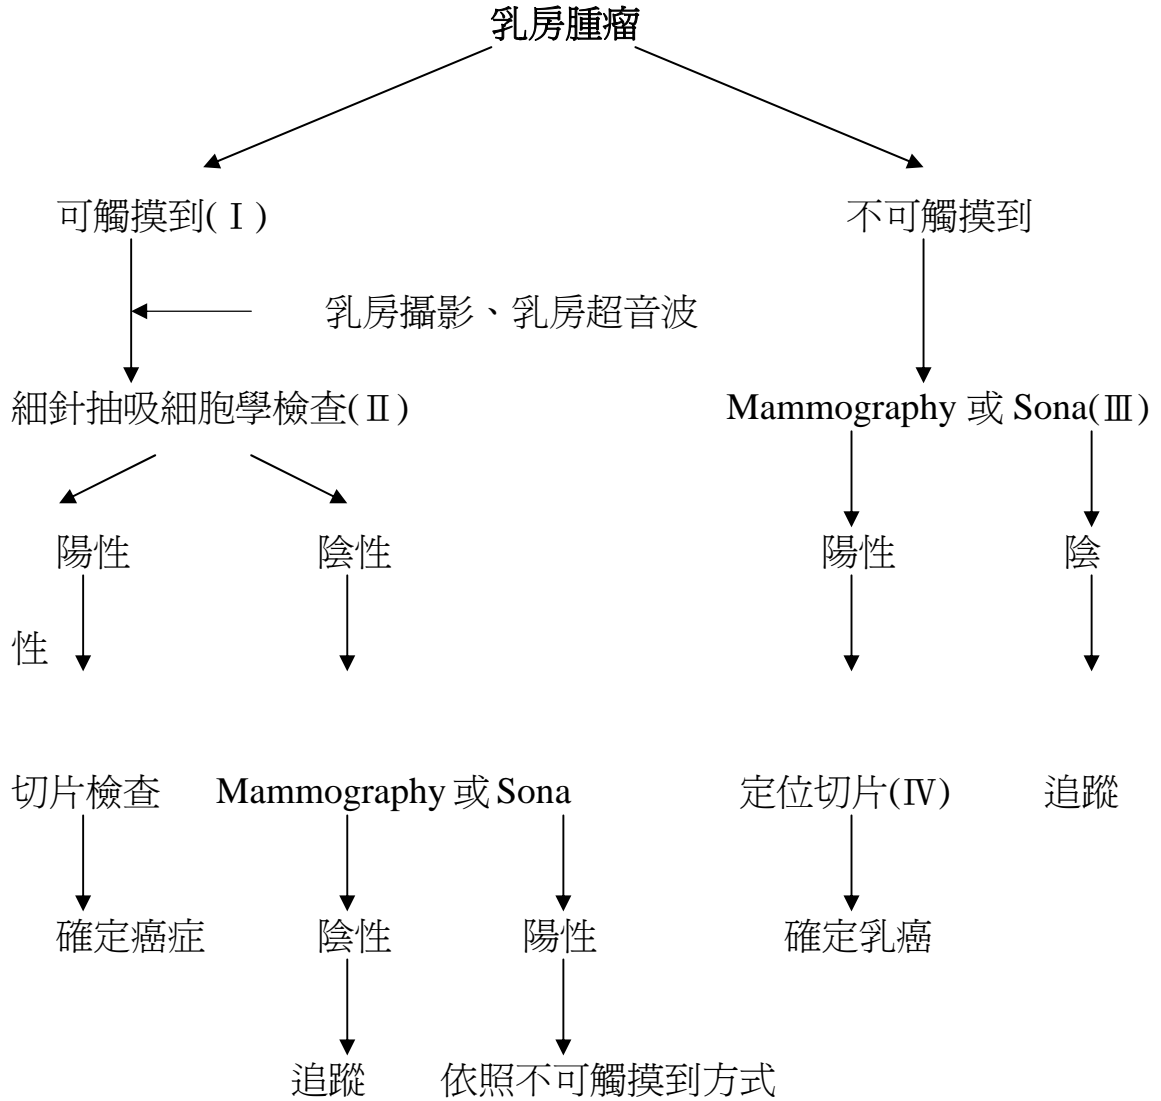 乳房腫瘤
可觸摸到(Ⅰ) 不可觸摸到
乳房攝影、乳房超音波
細針抽吸細胞學檢查(Ⅱ) Mammography 或 Sona(Ⅲ)
陽性 陰性 陽性 陰
性
切片檢查 Mammography 或 Sona 定位切片(Ⅳ) 追蹤
確定癌症 陰性 陽性 確定乳癌
追蹤 依照不可觸摸到方式